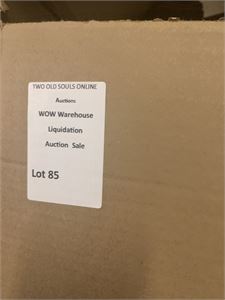 TWO OLD SOULS ONLINE
Auctions
WOW Warehouse
Liquidation
Auction Sale
Lot 85